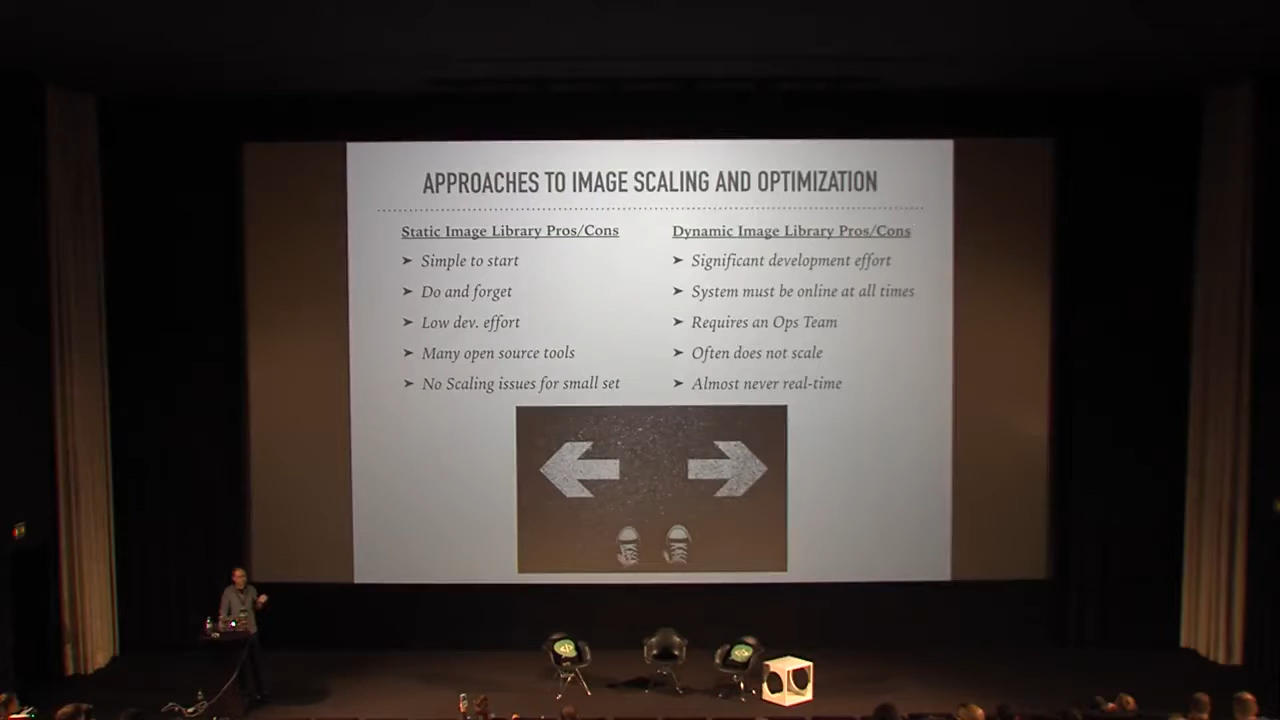 APPROACHES TO IMAGE SCALING AND OPTIMIZATION
Static Image Library Pros/Cons
➤ Simple to start
➤ Do and forget
➤ Low dev. effort
➤ Many open source tools
➤ No Scaling issues for small set
Dynamic Image Library Pros/Cons
➤ Significant development effort
➤ System must be online at all times
➤ Requires an Ops Team
➤ Often does not scale
➤ Almost never real-time